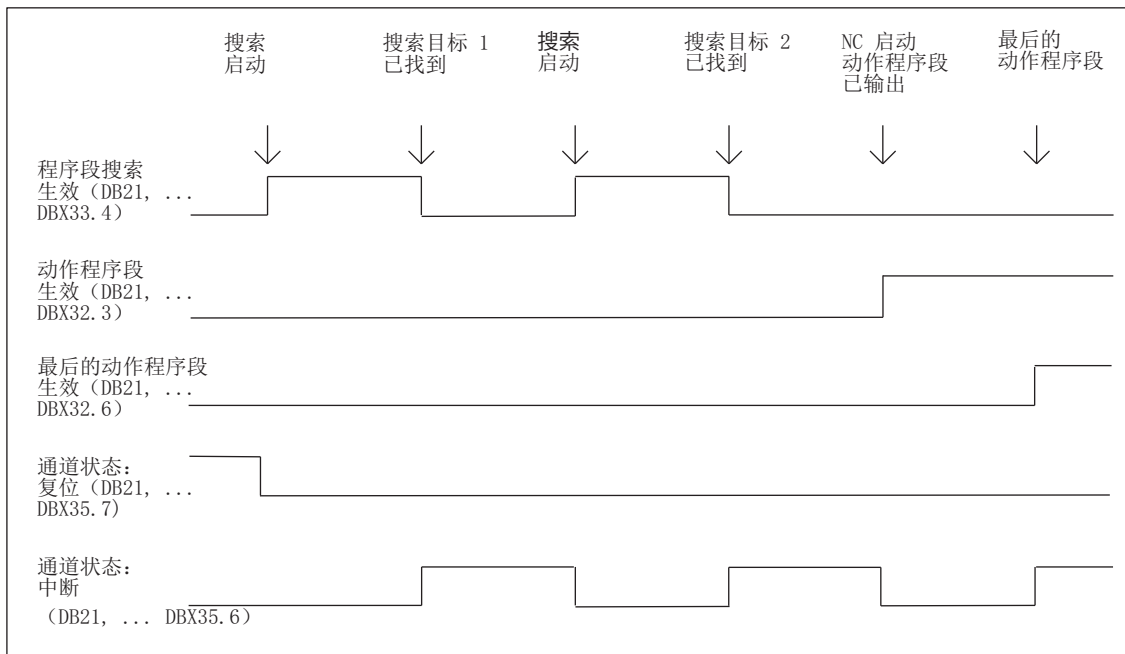 搜索
启动
搜索目标 1
已找到
搜索
启动
搜索目标 2
已找到
NC 启动
动作程序段
已输出
最后的
动作程序段
程序段搜索
生效（DB21, ...
DBX33.4）
动作程序段
生效（DB21, ...
DBX32.3）
最后的动作程序段
生效（DB21, ...
DBX32.6）
通道状态：
复位（DB21, ...
DBX35.7)
通道状态：
中断
（DB21, ... DBX35.6）